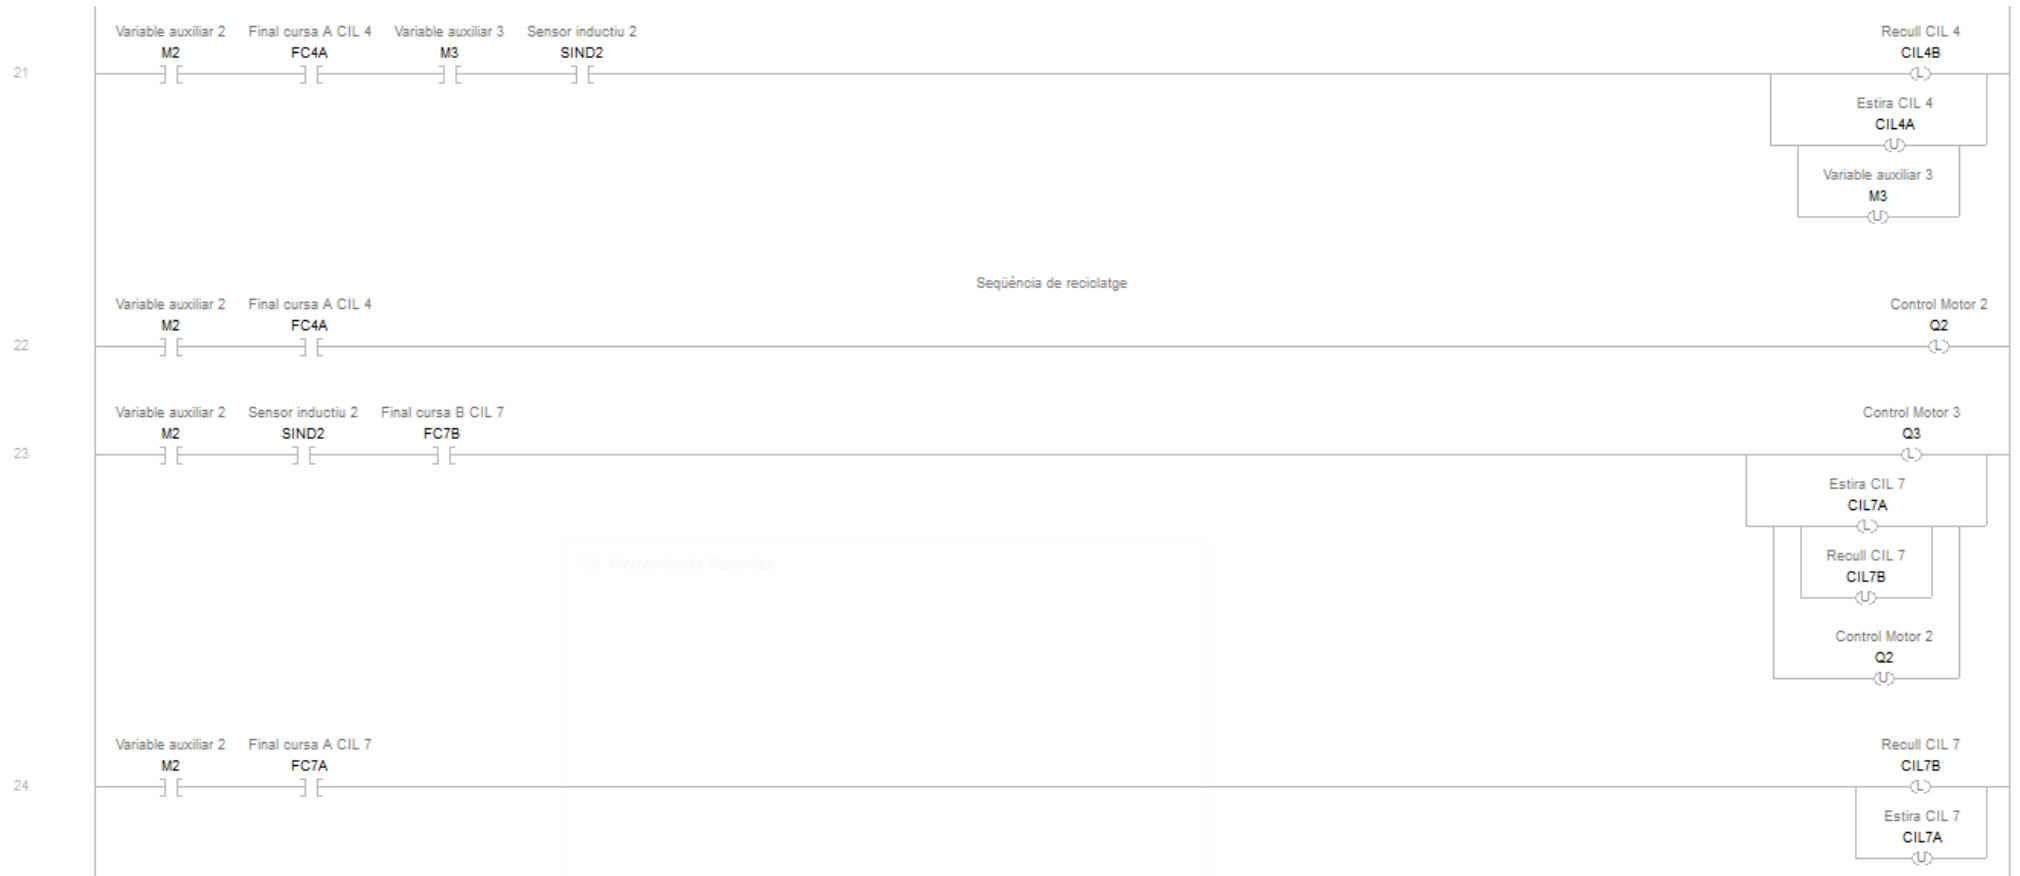 Variable auxiliar 2 Final cursa A CIL 4 Variable auxiliar 3 Sensor inductiu 2 Recull CIL 4
M2 FC4A M3 SIND2 CIL4B
21 (L)
Estira CIL 4
CIL4A
(U)
Variable auxiliar 3
M3
(U)
Seqüència de reciclatge
Variable auxiliar 2 Final cursa A CIL 4 Control Motor 2
M2 FC4A Q2
22 (L)
Variable auxiliar 2 Sensor inductiu 2 Final cursa B CIL 7 Control Motor 3
M2 SIND2 FC7B Q3
23 (L)
Estira CIL 7
CIL7A
(L)
Herramienta Recortes
Recull CIL 7
CIL7B
(U)
Control Motor 2
Q2
(U)
Variable auxiliar 2 Final cursa A CIL 7 Recull CIL 7
M2 FC7A CIL7B
24 (L)
Estira CIL 7
CIL7A
(U)